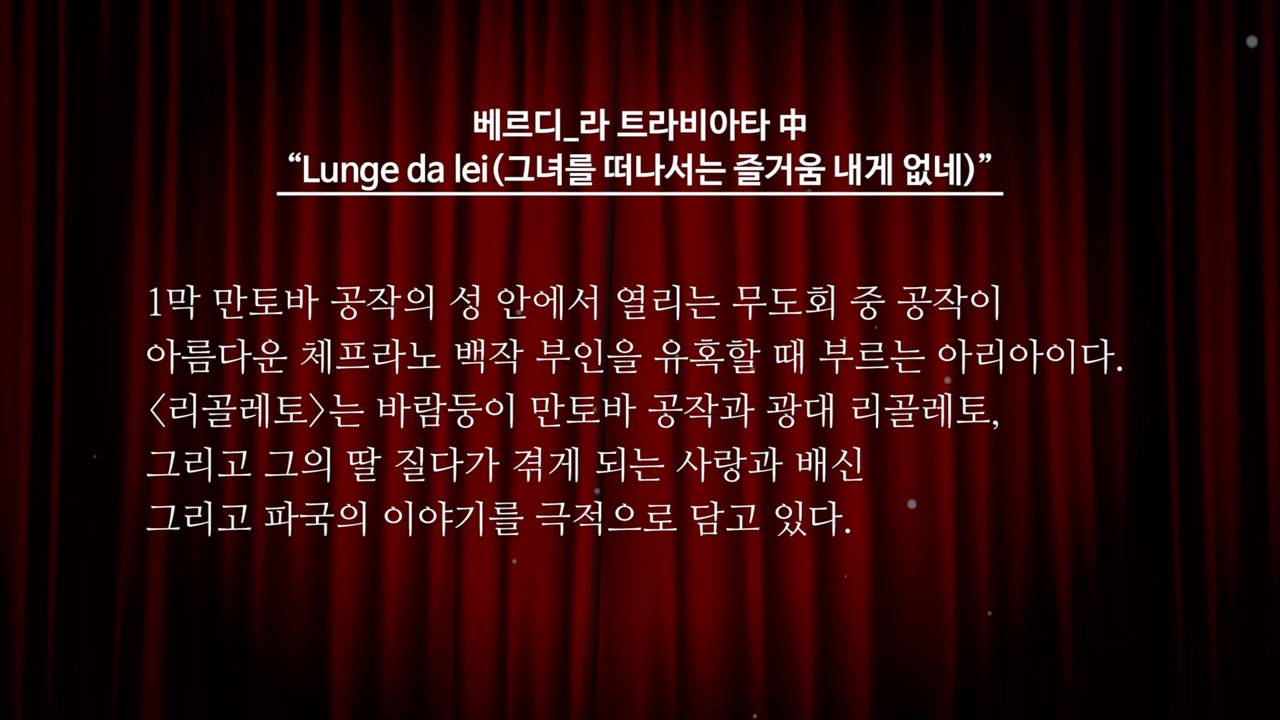 베르디_라 트라비아타 中
“Lunge da lei(그녀를 떠나서는 즐거움 내게 없네)”
1막 만토바 공작의 성 안에서 열리는 무도회 중 공작이
아름다운 체프라노 백작 부인을 유혹할 때 부르는 아리아이다.
〈리골레토〉는 바람둥이 만토바 공작과 광대 리골레토,
그리고 그의 딸 질다가 겪게 되는 사랑과 배신
그리고 파국의 이야기를 극적으로 담고 있다.